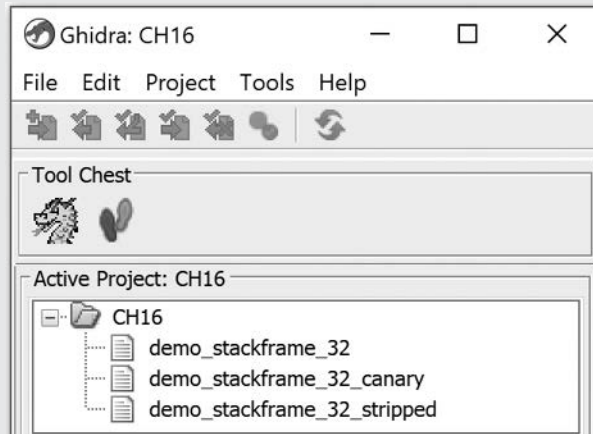 Ghidra: CH16
File Edit Project Tools Help
Tool Chest
Active Project: CH16
CH16
demo_stackframe_32
demo_stackframe_32_canary
demo_stackframe_32_stripped